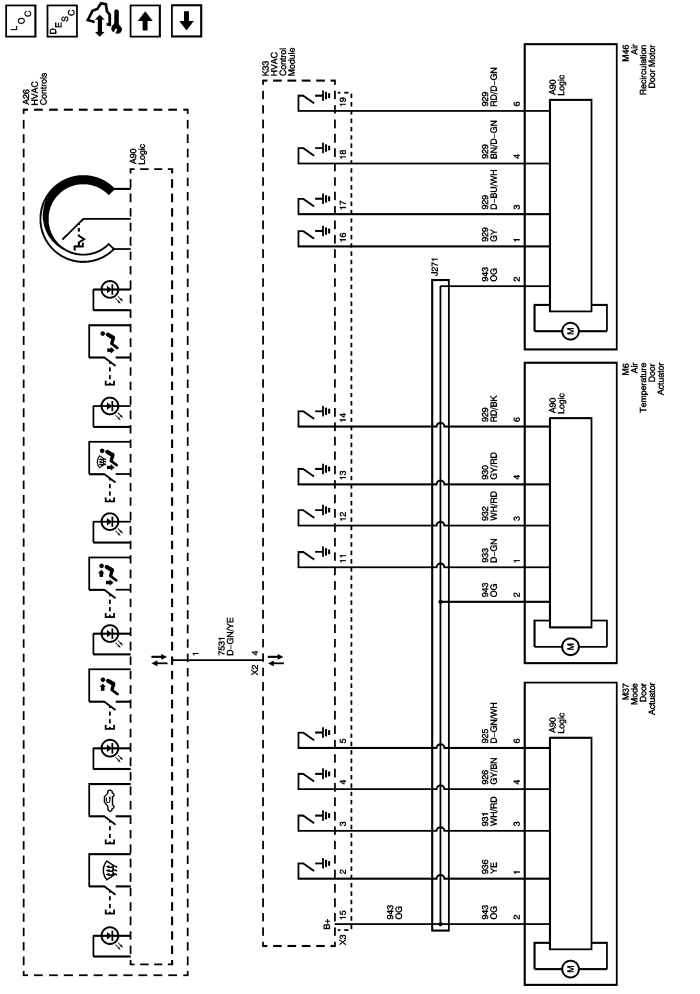 LOC
DESC
A26
HVAC
Controls
A90
Logic
K33
HVAC
Control
Module
M46
Air
Recirculation
Door Motor
A90
Logic
19
929
RD/D-GN
6
18
929
BN/D-GN
4
17
929
D-BU/WH
3
16
929
GY
1
J271
943
OG
2
M
M6
Air
Temperature
Door
Actuator
A90
Logic
14
929
RD/BK
6
13
930
GY/RD
4
12
932
WH/RD
3
11
933
D-GN
1
943
OG
2
M
1
7531
D-GN/YE
4
X2
M37
Mode
Door
Actuator
A90
Logic
5
925
D-GN/WH
6
4
926
GY/BN
4
3
931
WH/RD
3
2
936
YE
1
B+
15
X3
943
OG
943
OG
2
M